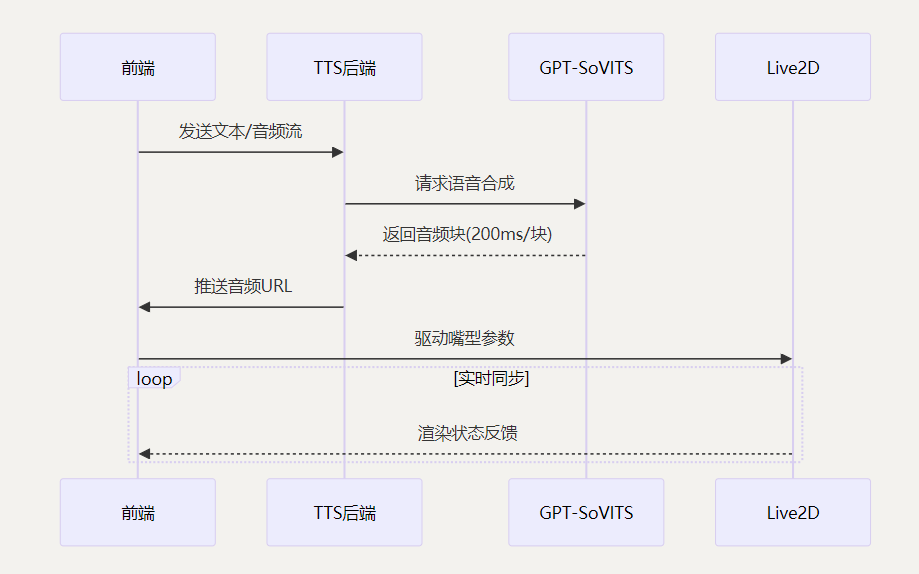 前端
TTS后端
GPT-SoVITS
Live2D
发送文本/音频流
请求语音合成
返回音频块(200ms/块)
推送音频URL
驱动嘴型参数
loop
[实时同步]
渲染状态反馈
前端
TTS后端
GPT-SoVITS
Live2D